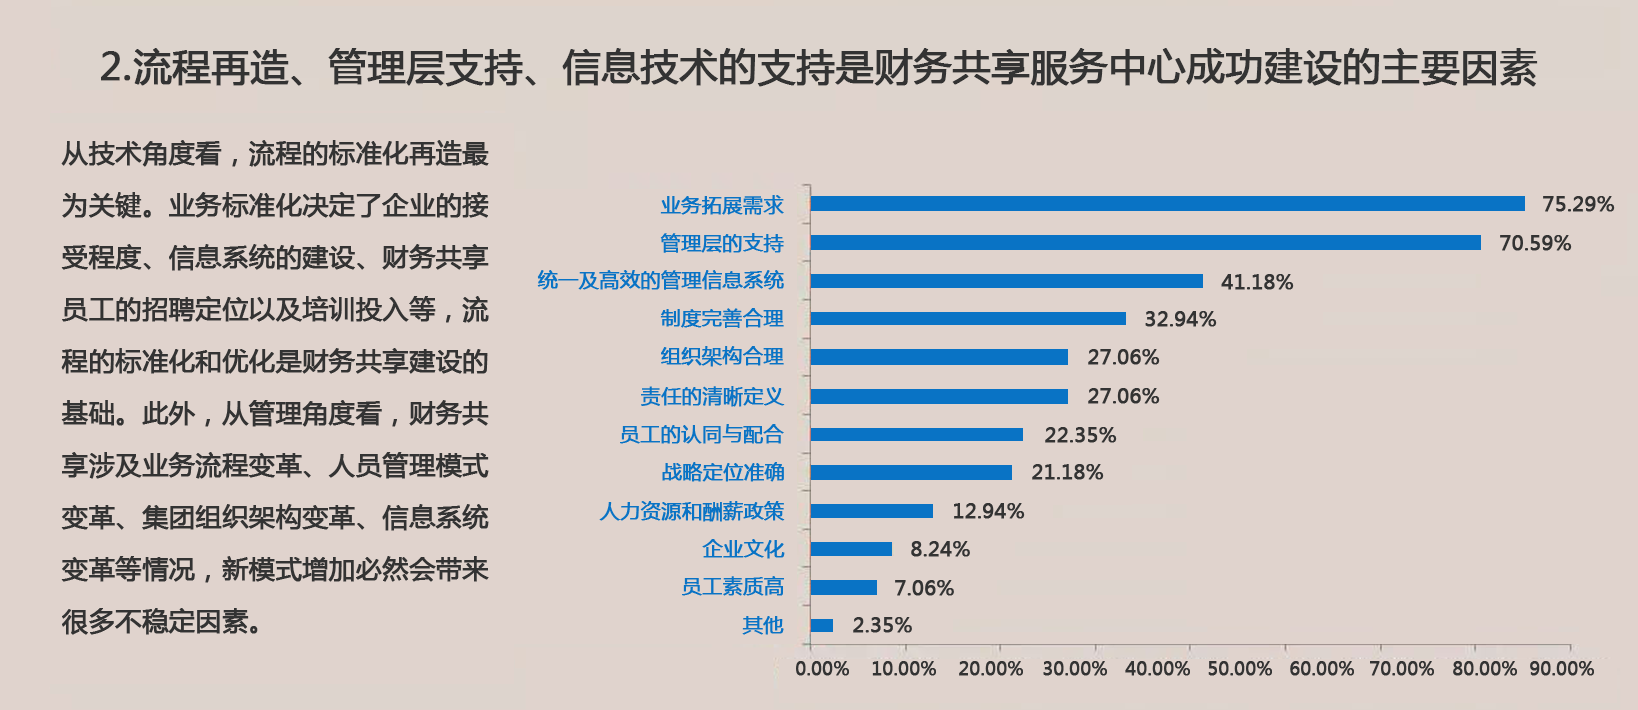 2.流程再造、管理层支持、信息技术的支持是财务共享服务中心成功建设的主要因素
从技术角度看，流程的标准化再造最
为关键。业务标准化决定了企业的接
受程度、信息系统的建设、财务共享
员工的招聘定位以及培训投入等，流
程的标准化和优化是财务共享建设的
基础。此外，从管理角度看，财务共
享涉及业务流程变革、人员管理模式
变革、集团组织架构变革、信息系统
变革等情况，新模式增加必然会带来
很多不稳定因素。
业务拓展需求 75.29%
管理层的支持 70.59%
统一及高效的管理信息系统 41.18%
制度完善合理 32.94%
组织架构合理 27.06%
责任的清晰定义 27.06%
员工的认同与配合 22.35%
战略定位准确 21.18%
人力资源和酬薪政策 12.94%
企业文化 8.24%
员工素质高 7.06%
其他 2.35%
0.00% 10.00% 20.00% 30.00% 40.00% 50.00% 60.00% 70.00% 80.00% 90.00%